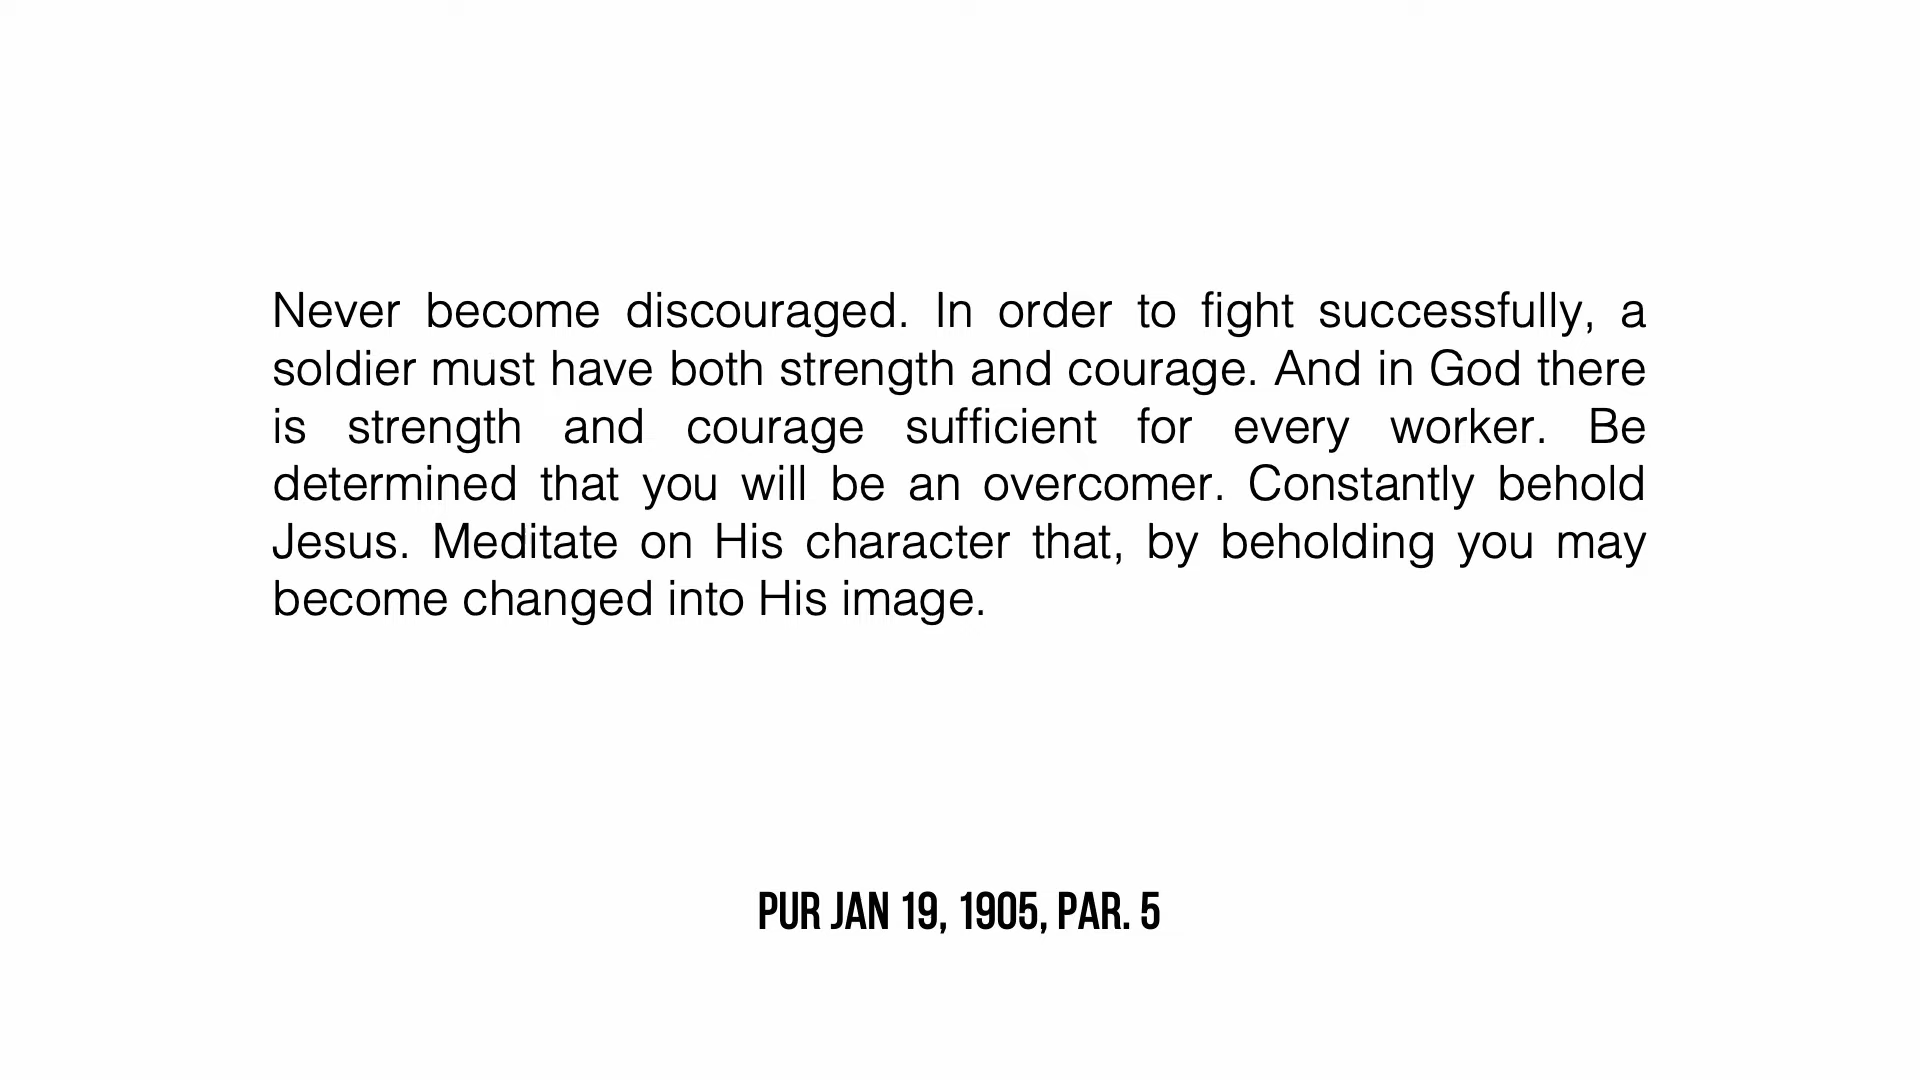 Never become discouraged. In order to fight successfully, a
soldier must have both strength and courage. And in God there
is strength and courage sufficient for every worker. Be
determined that you will be an overcomer. Constantly behold
Jesus. Meditate on His character that, by beholding you may
become changed into His image.
PUR JAN 19, 1905, PAR. 5